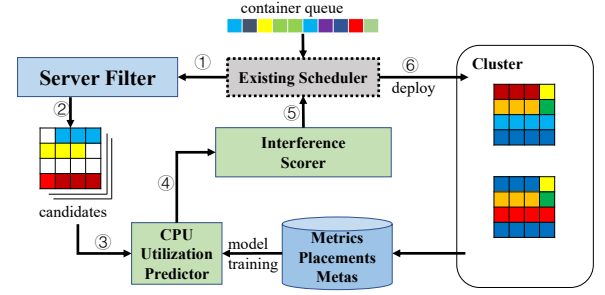 container queue
①
⑥
Server Filter
Existing Scheduler
deploy
Cluster
②
⑤
Interference
Scorer
④
candidates
③
CPU
Utilization
Predictor
model
training
Metrics
Placements
Metas